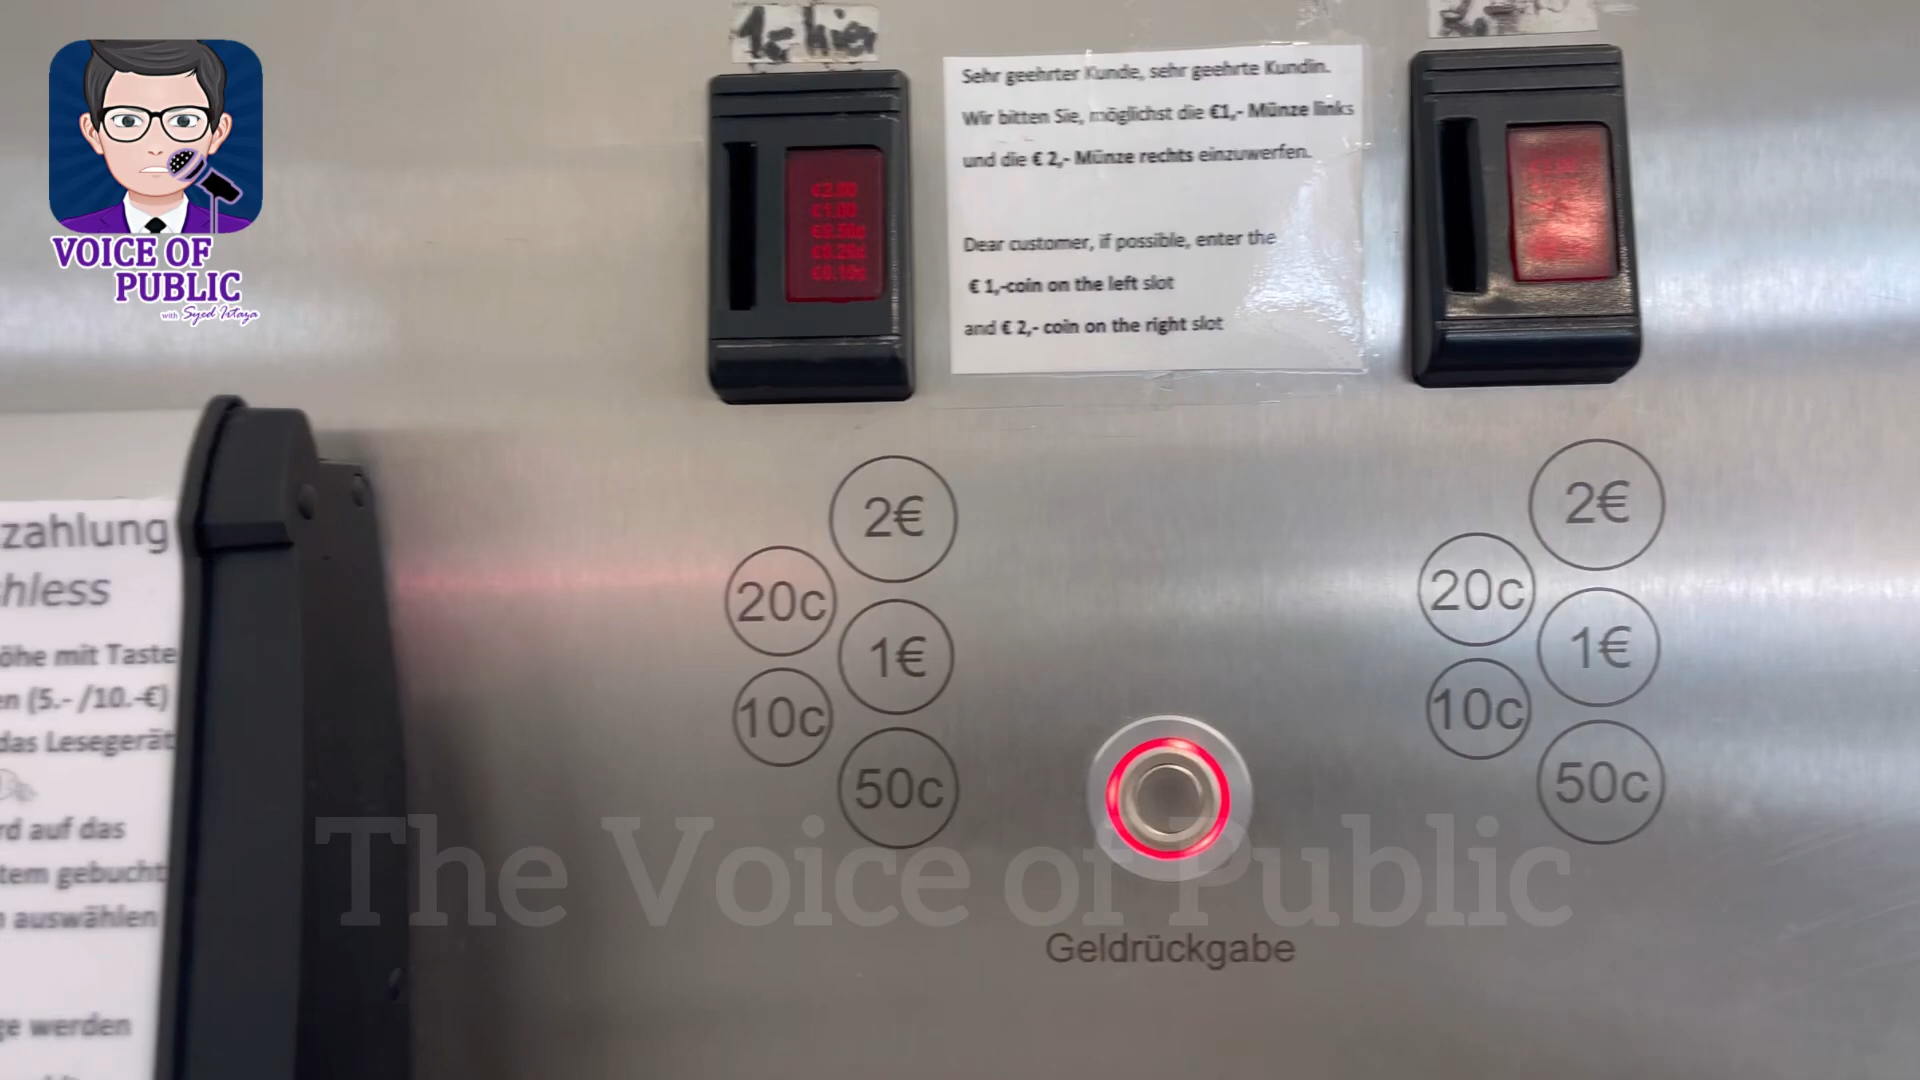 VOICE OF
PUBLIC
with Syed Irtaza
1€ hier
Sehr geehrter Kunde, sehr geehrte Kundin.
Wir bitten Sie, möglichst die €1,- Münze links
und die € 2,- Münze rechts einzuwerfen.
Dear customer, if possible, enter the
€ 1,-coin on the left slot
and € 2,- coin on the right slot
€2.00
€1.00
€0.50c
€0.20c
€0.10c
2€
20c
1€
10c
50c
2€
20c
1€
10c
50c
Geldrückgabe
zahlung
hless
öhe mit Taste
en (5.- /10.-€)
das Lesegerät
rd auf das
tem gebucht
n auswählen
ge werden
The Voice of Public